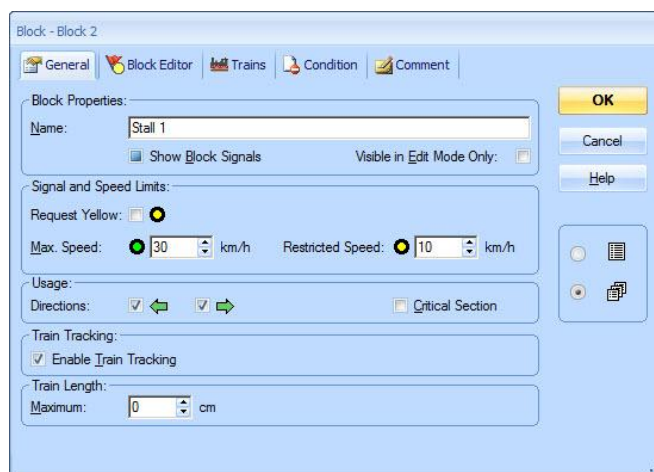 Block - Block 2
General Block Editor Trains Condition Comment
Block Properties:
Name: Stall 1
Show Block Signals Visible in Edit Mode Only:
Signal and Speed Limits:
Request Yellow:
Max. Speed: 30 km/h Restricted Speed: 10 km/h
Usage:
Directions: Critical Section
Train Tracking:
Enable Train Tracking
Train Length:
Maximum: 0 cm
OK
Cancel
Help